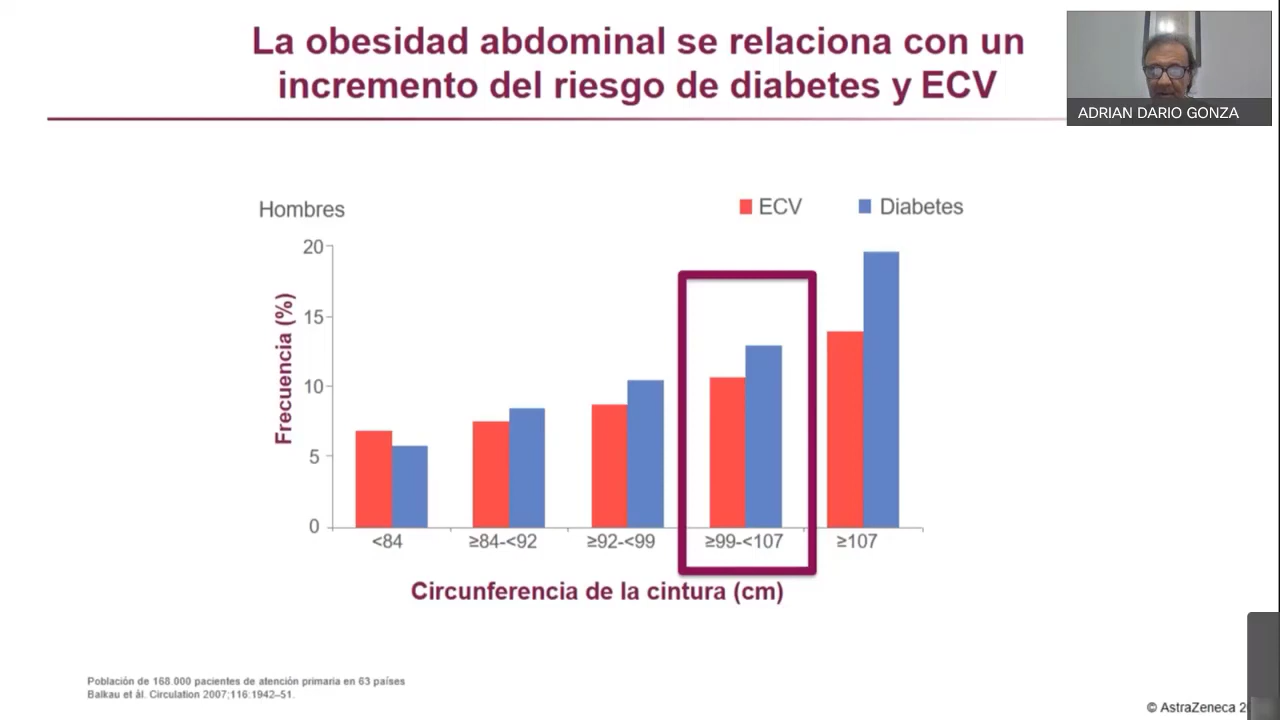 La obesidad abdominal se relaciona con un
incremento del riesgo de diabetes y ECV
ADRIAN DARIO GONZA
Hombres
ECV
Diabetes
Frecuencia (%)
20
15
10
5
0
<84
≥84-<92
≥92-<99
≥99-<107
≥107
Circunferencia de la cintura (cm)
Población de 168.000 pacientes de atención primaria en 63 países
Balkau et ál. Circulation 2007;116:1942–51.
© AstraZeneca